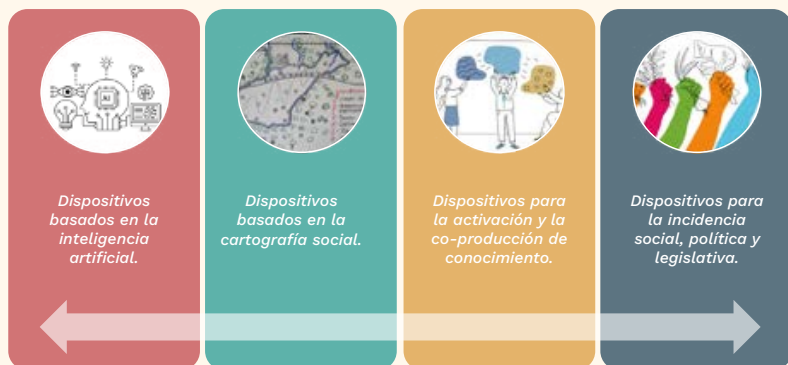 AI
Dispositivos
basados en la
inteligencia
artificial.
Dispositivos
basados en la
cartografía social.
Dispositivos para
la activación y la
co-producción de
conocimiento.
Dispositivos para
la incidencia
social, política y
legislativa.